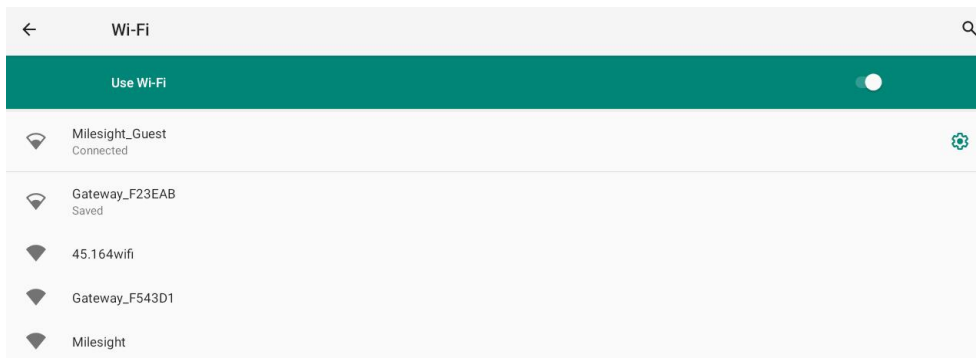 Wi-Fi
Use Wi-Fi
Milesight_Guest
Connected
Gateway_F23EAB
Saved
45.164wifi
Gateway_F543D1
Milesight